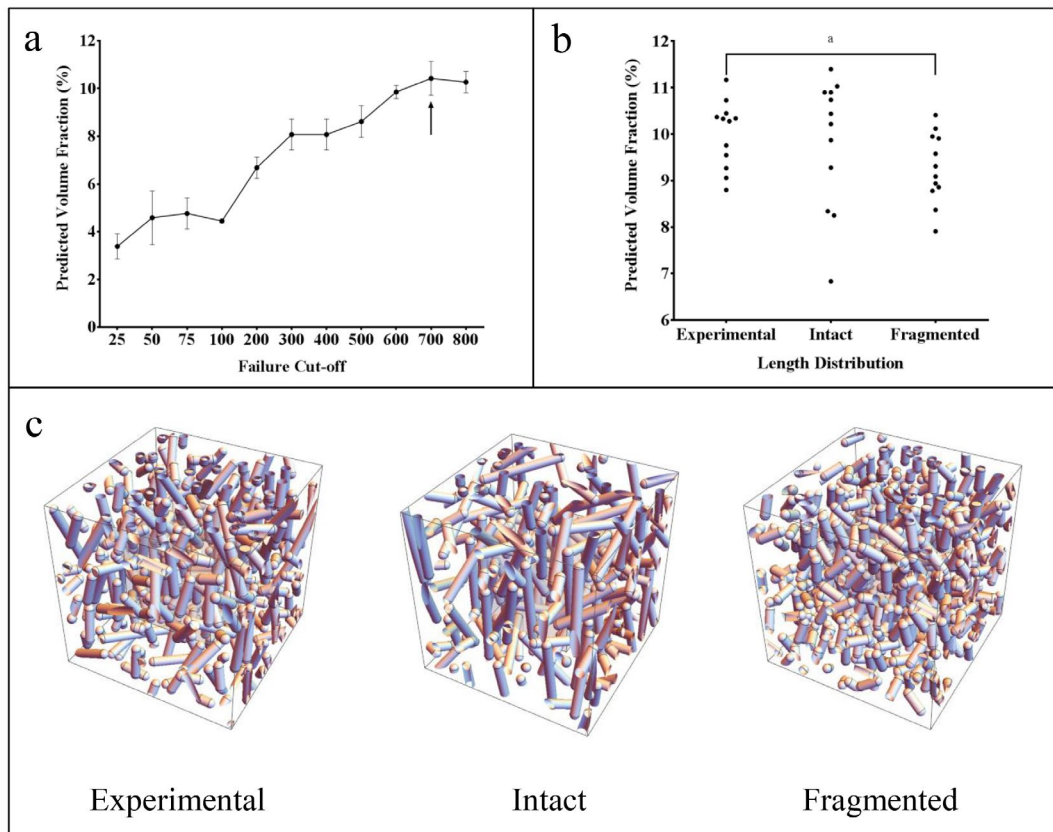 a
Predicted Volume Fraction (%)
12
10
8
6
4
2
0
25 50 75 100 200 300 400 500 600 700 800
Failure Cut-off
b
Predicted Volume Fraction (%)
12
11
10
9
8
7
6
a
Experimental Intact Fragmented
Length Distribution
c
Experimental Intact Fragmented